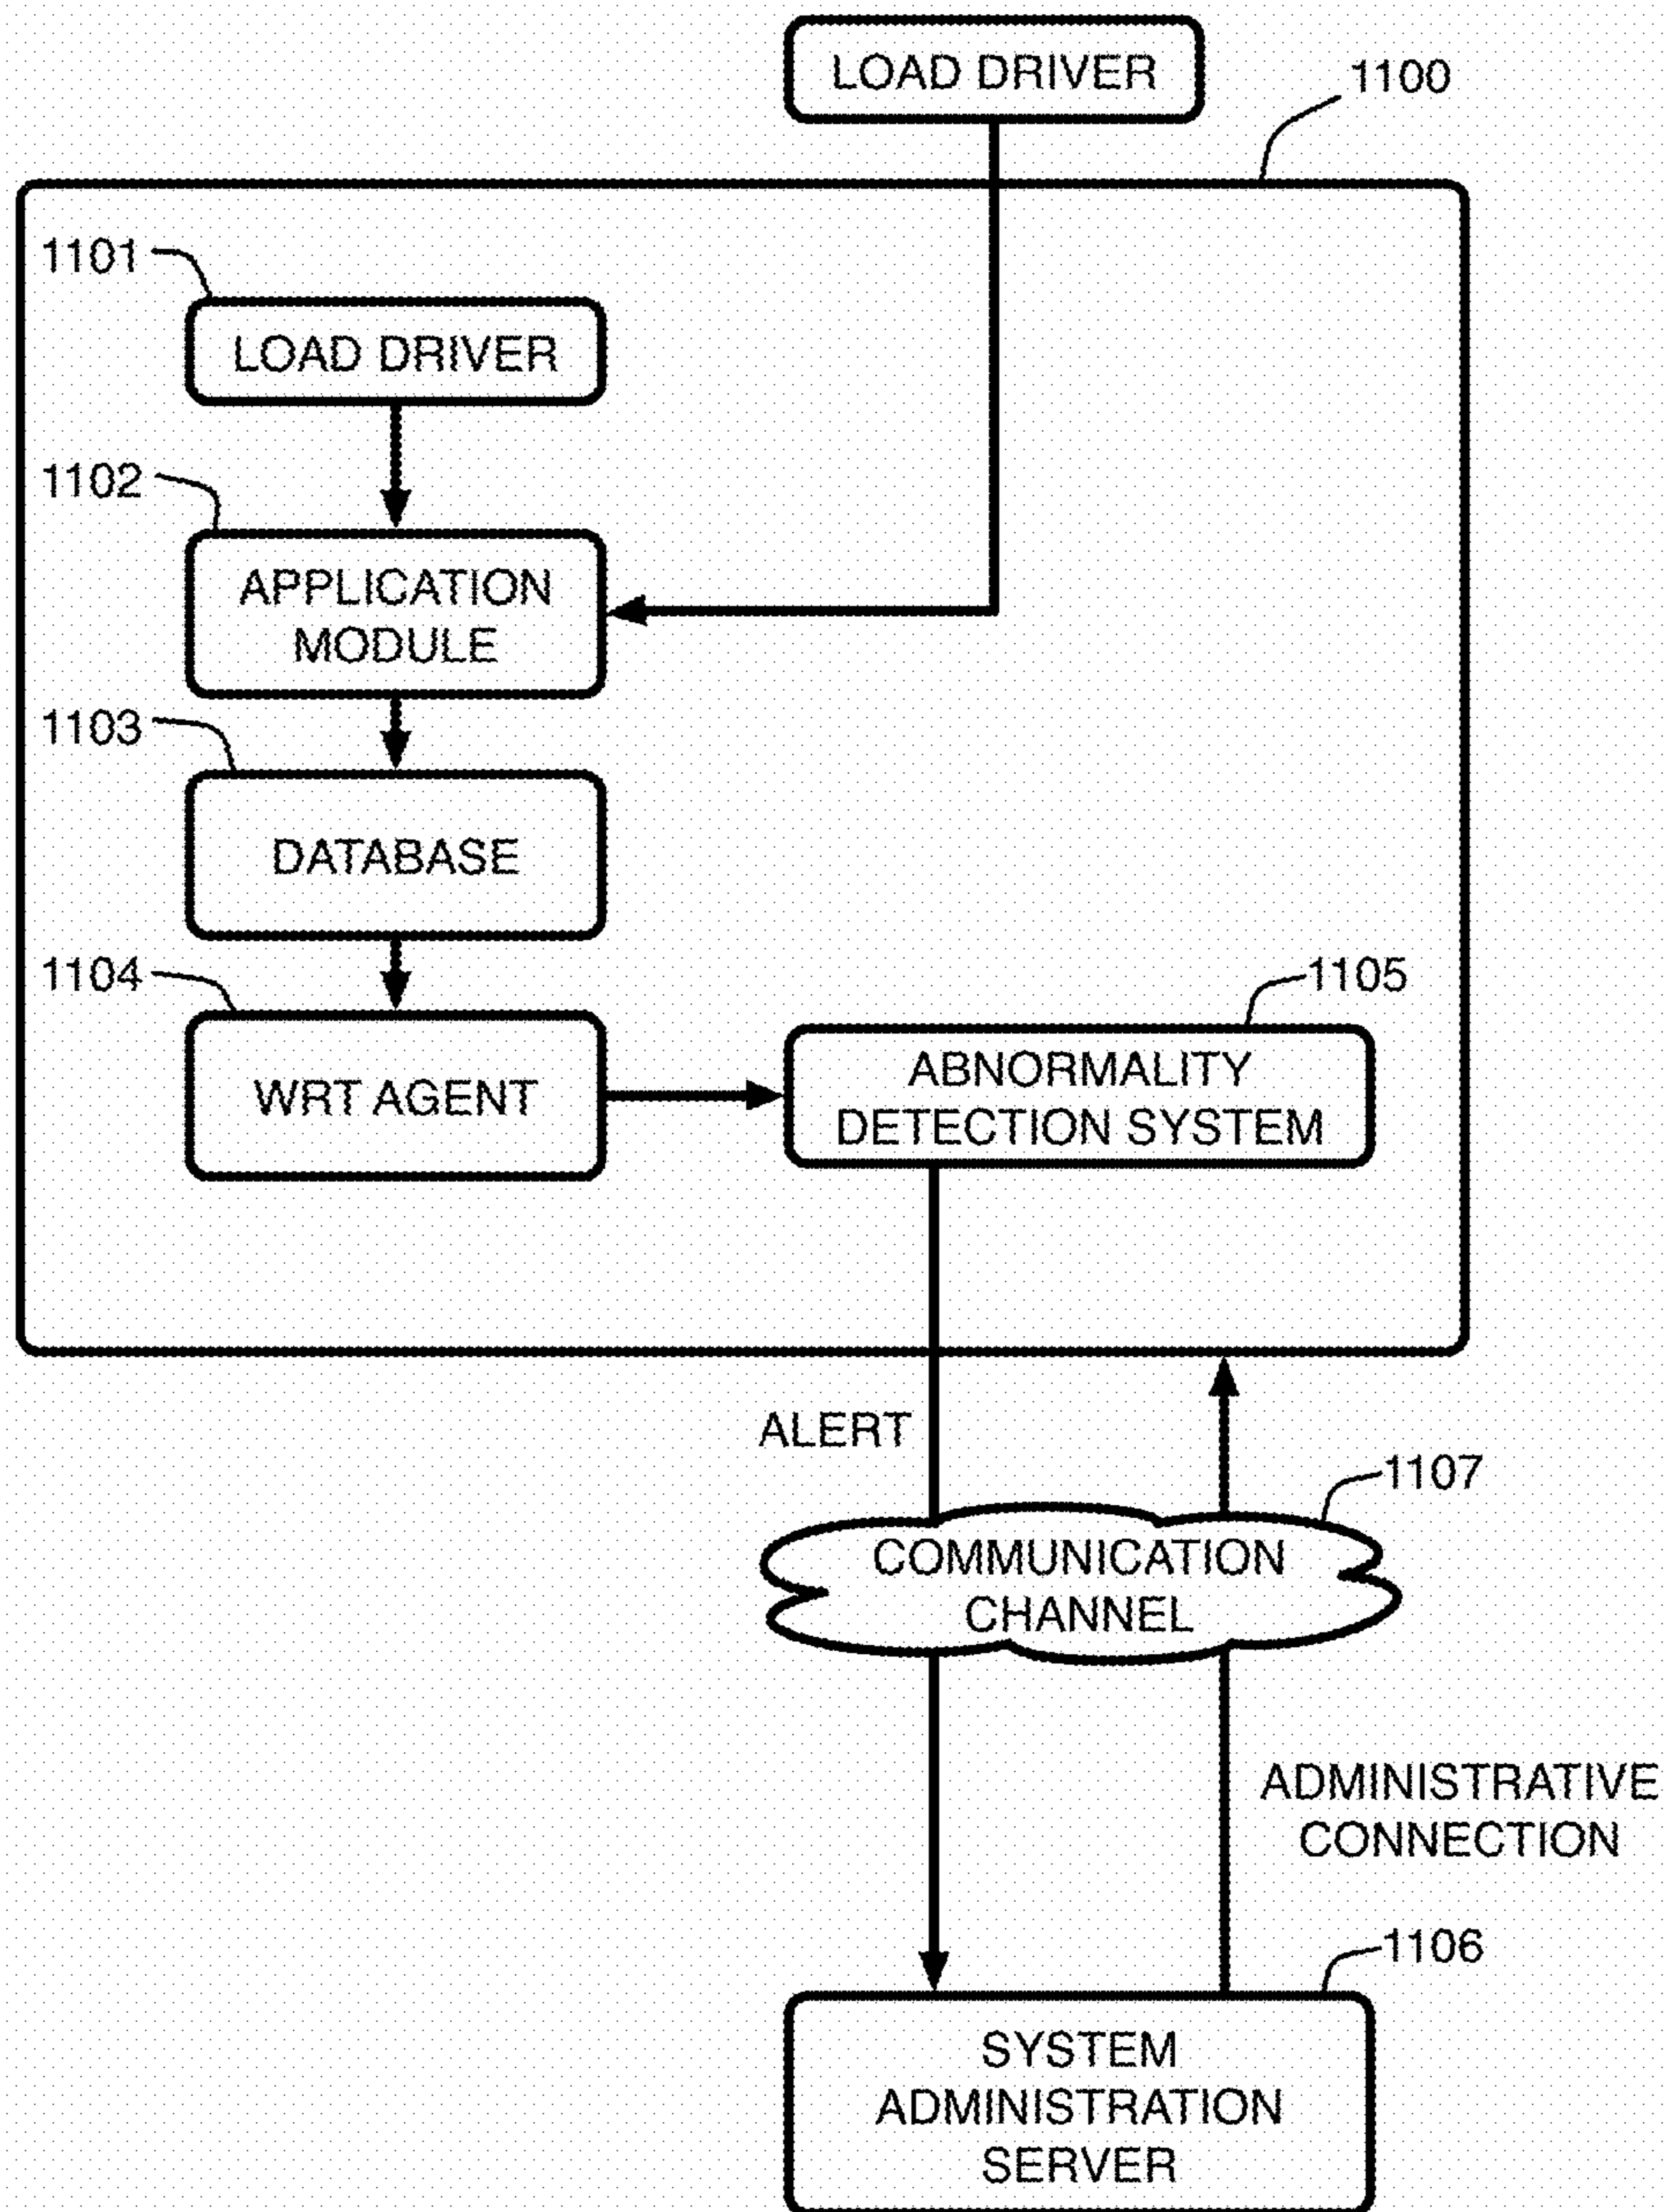 LOAD DRIVER
1100
1101
LOAD DRIVER
1102
APPLICATION
MODULE
1103
DATABASE
1104
WRT AGENT
1105
ABNORMALITY
DETECTION SYSTEM
ALERT
1107
COMMUNICATION
CHANNEL
ADMINISTRATIVE
CONNECTION
1106
SYSTEM
ADMINISTRATION
SERVER